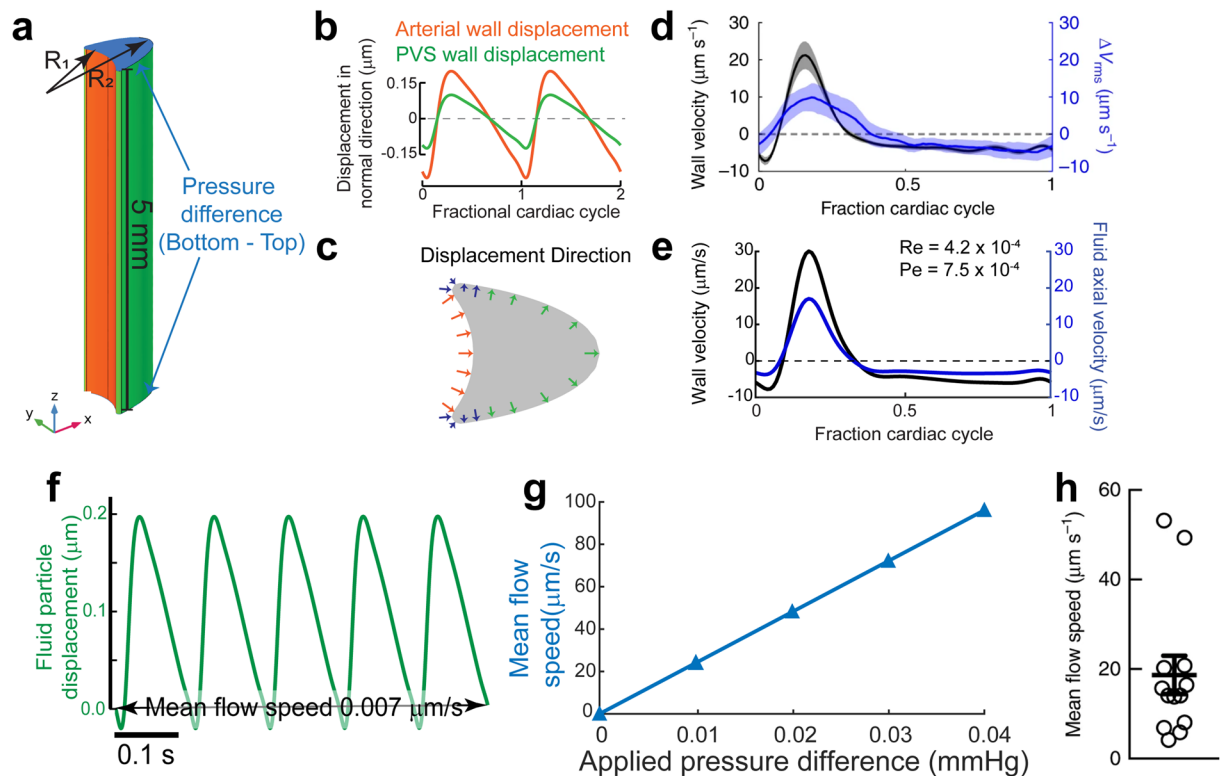 a
R₁
R₂
5 mm
Pressure
difference
(Bottom - Top)
z
y
x
b
Arterial wall displacement
PVS wall displacement
Displacement in
normal direction (μm)
0.15
0
-0.15
0
1
2
Fractional cardiac cycle
c
Displacement Direction
d
Wall velocity (μm s⁻¹)
30
20
10
0
–10
ΔVrms (μm s⁻¹)
30
20
10
0
–10
0
0.5
1
Fraction cardiac cycle
e
Re = 4.2 x 10⁻⁴
Pe = 7.5 x 10⁻⁴
Wall velocity (μm/s)
30
30
10
0
-10
Fluid axial velocity (μm/s)
30
30
10
0
-10
0
0.5
1
Fraction cardiac cycle
f
Fluid particle
displacement (μm)
0.2
0.1
0.0
Mean flow speed 0.007 μm/s
0.1 s
g
Mean flow
speed(μm/s)
100
80
60
40
20
0
0
0.01
0.02
0.03
0.04
Applied pressure difference (mmHg)
h
Mean flow speed (μm s⁻¹)
60
40
20
0